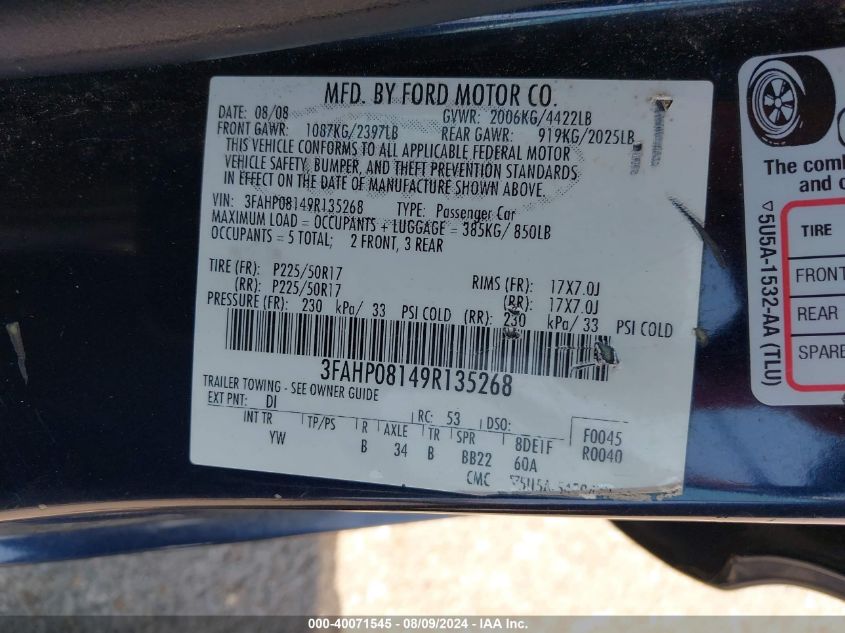 MFD. BY FORD MOTOR CO.
DATE: 08/08 GVWR: 2006KG/4422LB
FRONT GAWR: 1087KG/2397LB REAR GAWR: 919KG/2025LB
THIS VEHICLE CONFORMS TO ALL APPLICABLE FEDERAL MOTOR
VEHICLE SAFETY, BUMPER, AND THEFT PREVENTION STANDARDS
IN EFFECT ON THE DATE OF MANUFACTURE SHOWN ABOVE.
VIN: 3FAHP08149R135268 TYPE: Passenger Car
MAXIMUM LOAD = OCCUPANTS + LUGGAGE = 385KG/ 850LB
OCCUPANTS = 5 TOTAL; 2 FRONT, 3 REAR
TIRE (FR): P225/50R17 RIMS (FR): 17X7.0J
(RR): P225/50R17 (RR): 17X7.0J
PRESSURE (FR): 230 kPa/ 33 PSI COLD (RR): 230 kPa/ 33 PSI COLD
3FAHP08149R135268
TRAILER TOWING - SEE OWNER GUIDE
EXT PNT: DI RC: 53 DSO:
INT TR TP/PS R AXLE TR SPR 8DE1F F0045
YW B 34 B BB22 60A R0040
CMC
The comb
and
TIRE
FRONT
REAR
SPARE
5U5A-1532-AA (TLU)
000-40071545 - 08/09/2024 - IAA Inc.